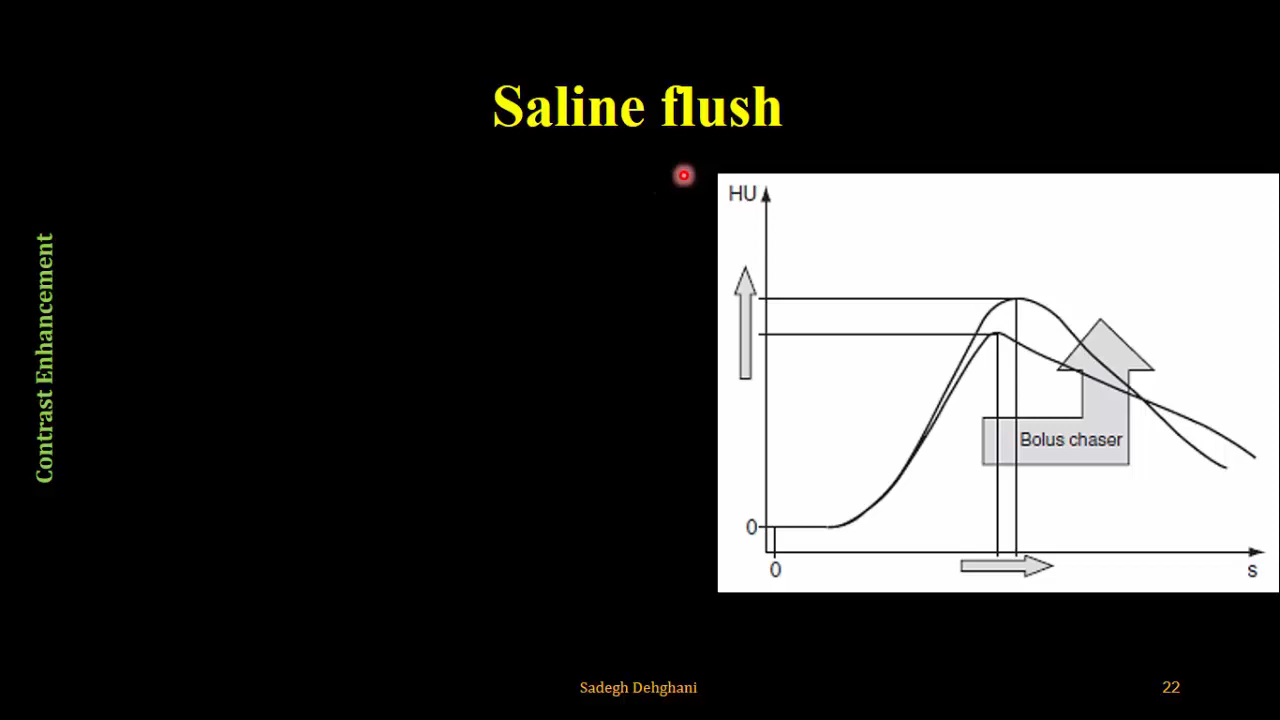 Saline flush
Contrast Enhancement
HU
Bolus chaser
0
0
s
Sadegh Dehghani
22